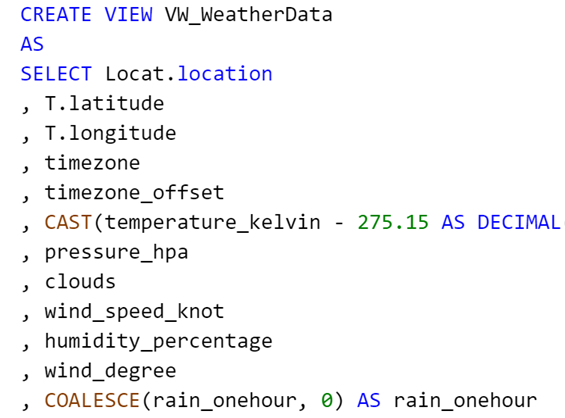 CREATE VIEW VW_WeatherData
AS
SELECT Locat.location
, T.latitude
, T.longitude
, timezone
, timezone_offset
, CAST(temperature_kelvin - 275.15 AS DECIMAL
, pressure_hpa
, clouds
, wind_speed_knot
, humidity_percentage
, wind_degree
, COALESCE(rain_onehour, 0) AS rain_onehour